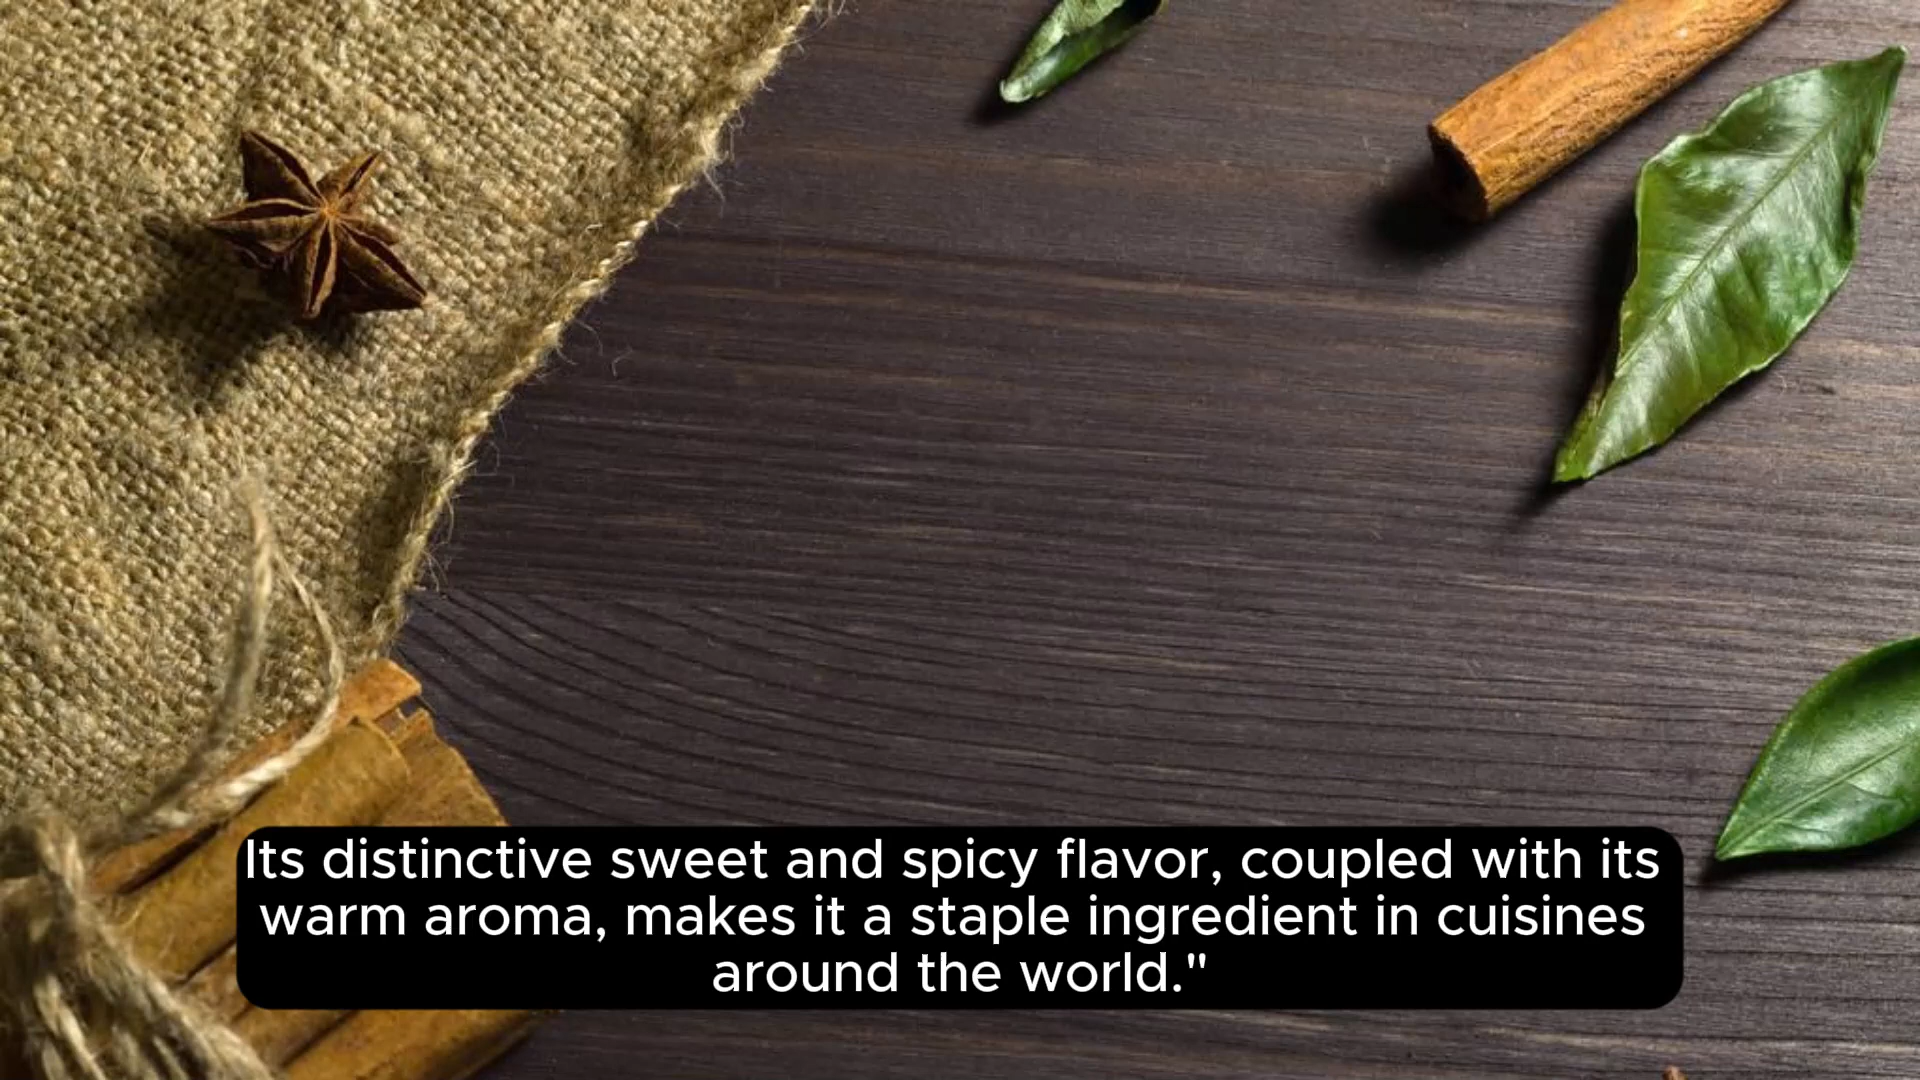 Its distinctive sweet and spicy flavor, coupled with its
warm aroma, makes it a staple ingredient in cuisines
around the world."